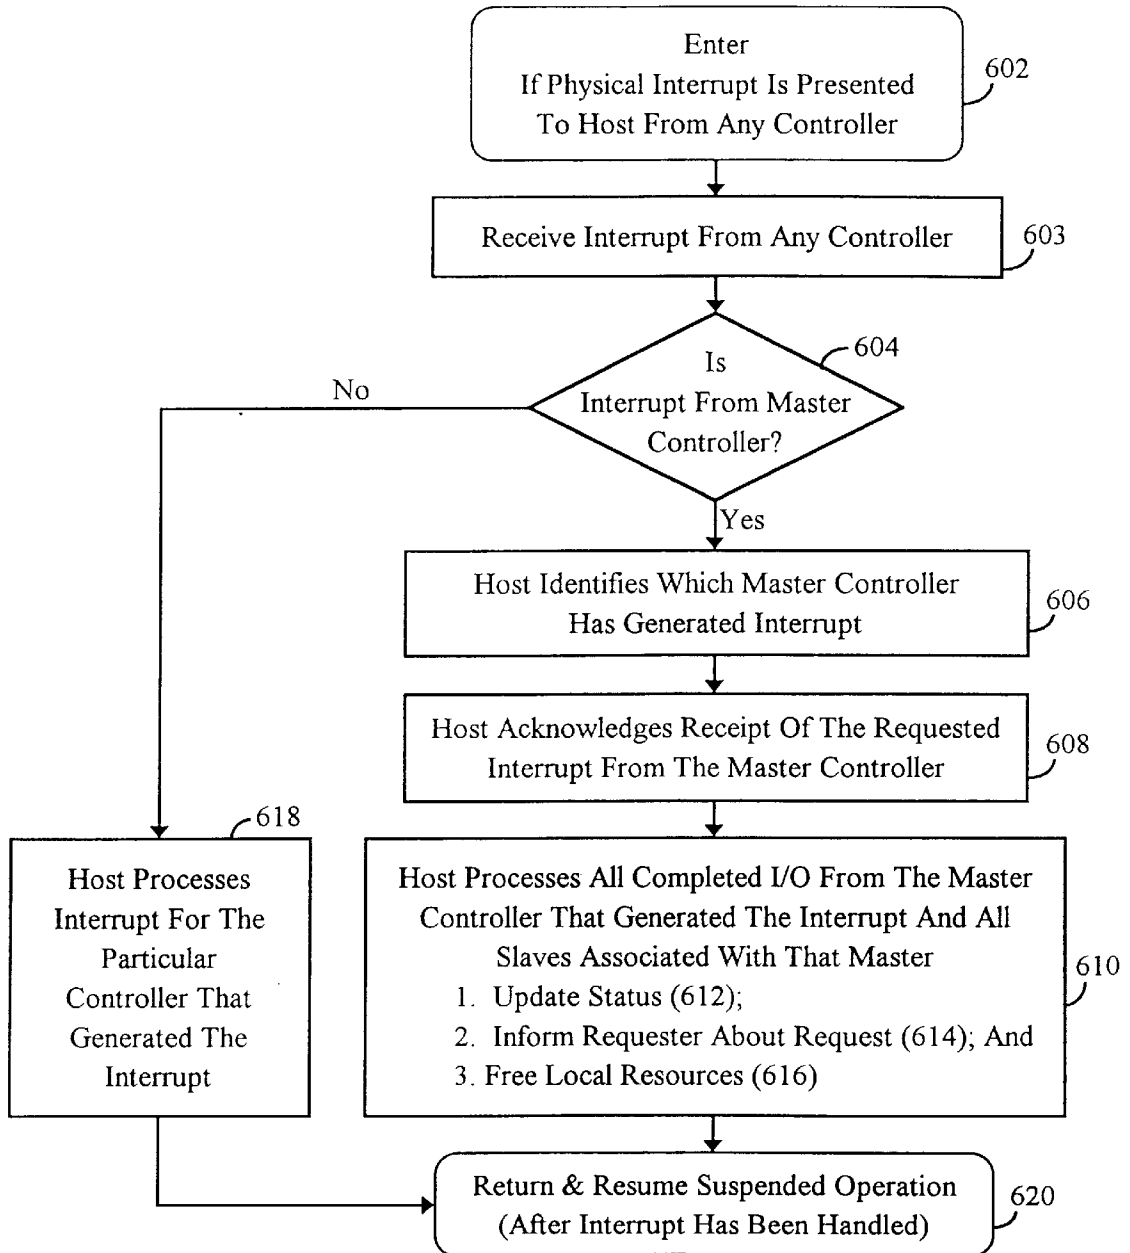 Enter
If Physical Interrupt Is Presented
To Host From Any Controller
602
Receive Interrupt From Any Controller
603
Is
Interrupt From Master
Controller?
604
No
Yes
Host Identifies Which Master Controller
Has Generated Interrupt
606
Host Acknowledges Receipt Of The Requested
Interrupt From The Master Controller
608
618
Host Processes
Interrupt For The
Particular
Controller That
Generated The
Interrupt
Host Processes All Completed I/O From The Master
Controller That Generated The Interrupt And All
Slaves Associated With That Master
1. Update Status (612);
2. Inform Requester About Request (614); And
3. Free Local Resources (616)
610
Return & Resume Suspended Operation
(After Interrupt Has Been Handled)
620